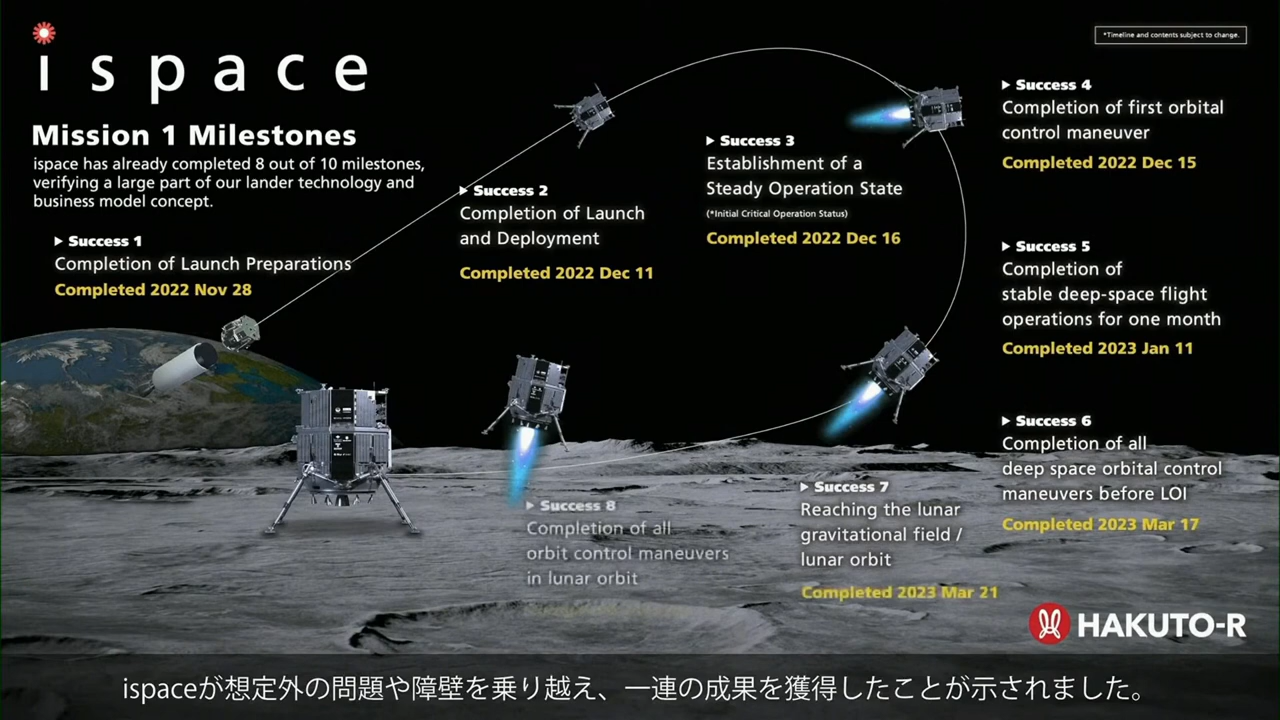 *Timeline and contents subject to change.
ispace
Mission 1 Milestones
ispace has already completed 8 out of 10 milestones,
verifying a large part of our lander technology and
business model concept.
▶ Success 1
Completion of Launch Preparations
Completed 2022 Nov 28
▶ Success 2
Completion of Launch
and Deployment
Completed 2022 Dec 11
▶ Success 3
Establishment of a
Steady Operation State
(*Initial Critical Operation Status)
Completed 2022 Dec 16
▶ Success 4
Completion of first orbital
control maneuver
Completed 2022 Dec 15
▶ Success 5
Completion of
stable deep-space flight
operations for one month
Completed 2023 Jan 11
▶ Success 6
Completion of all
deep space orbital control
maneuvers before LOI
Completed 2023 Mar 17
▶ Success 7
Reaching the lunar
gravitational field /
lunar orbit
Completed 2023 Mar 21
▶ Success 8
Completion of all
orbit control maneuvers
in lunar orbit
HAKUTO-R
ispaceが想定外の問題や障壁を乗り越え、一連の成果を獲得したことが示されました。